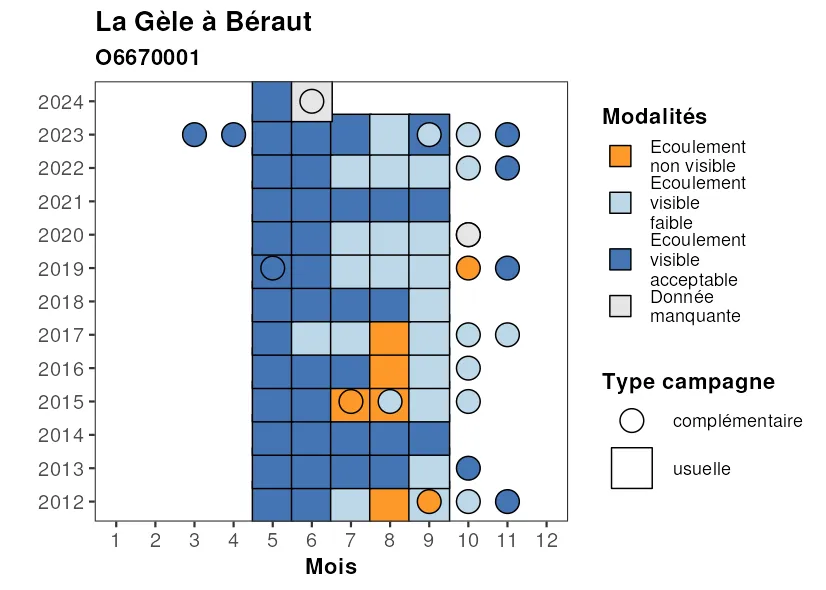 La Gèle à Béraut
O6670001
2024
2023
2022
2021
2020
2019
2018
2017
2016
2015
2014
2013
2012
1 2 3 4 5 6 7 8 9 10 11 12
Mois
Modalités
Ecoulement
non visible
Ecoulement
visible
faible
Ecoulement
visible
acceptable
Donnée
manquante
Type campagne
complémentaire
usuelle